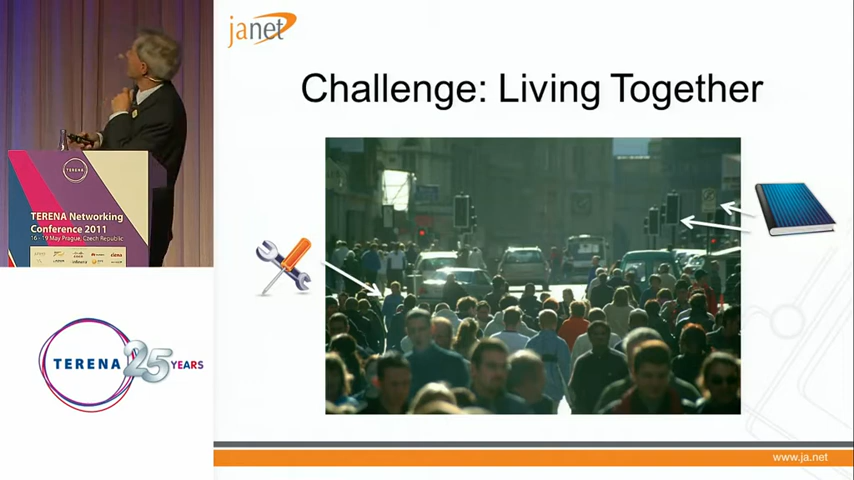 janet
Challenge: Living Together
TERENA
TERENA Networking
Conference 2011
16 - 19 May Prague, Czech Republic
TERENA 25 YEARS
www.ja.net